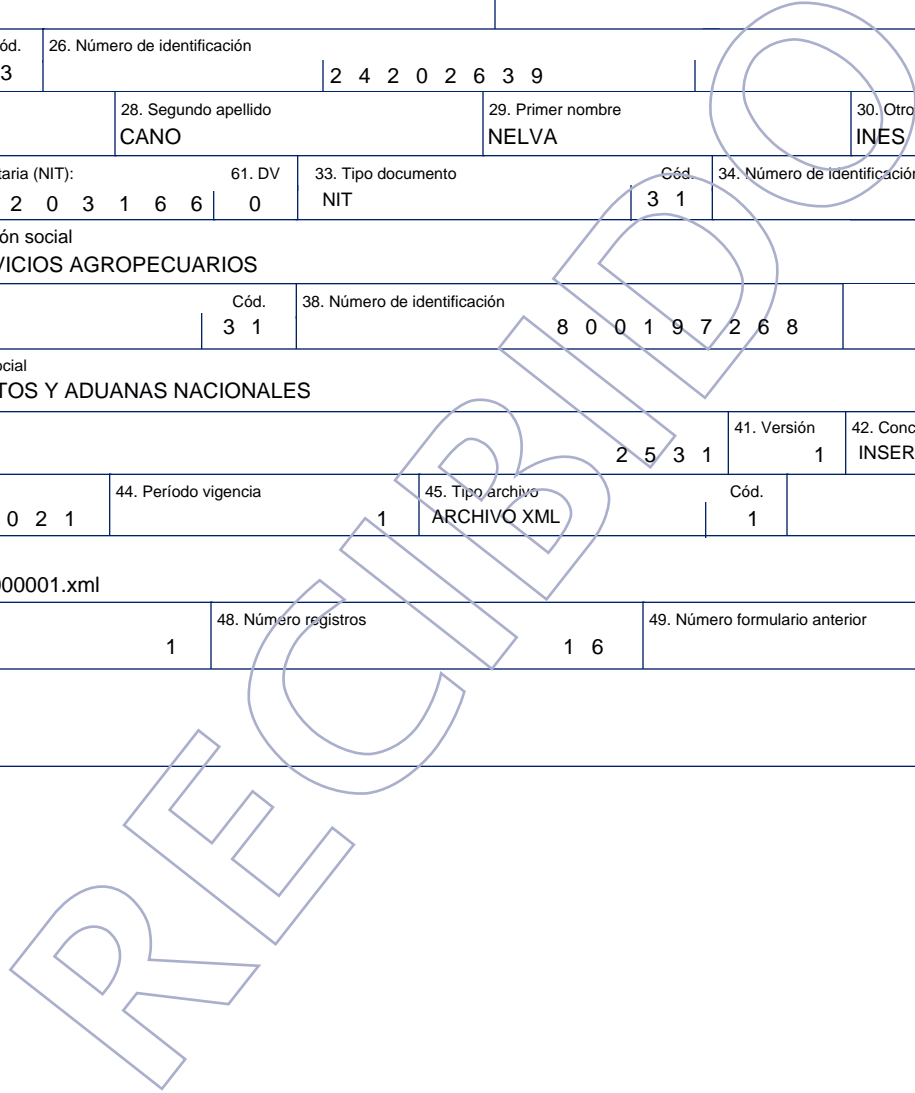 ód. 26. Número de identificación
3 2 4 2 0 2 6 3 9
28. Segundo apellido 29. Primer nombre 30. Otro
CANO NELVA INES
taria (NIT): 61. DV 33. Tipo documento Cód. 34. Número de identificación
2 0 3 1 6 6 0 NIT 3 1
ón social
VICIOS AGROPECUARIOS
Cód. 38. Número de identificación
3 1 8 0 0 1 9 7 2 6 8
ocial
TOS Y ADUANAS NACIONALES
41. Versión 42. Conc
2 5 3 1 1 INSER
44. Período vigencia 45. Tipo archivo Cód.
0 2 1 1 ARCHIVO XML 1
000001.xml
48. Número registros 49. Número formulario anterior
1 1 6
RECIBIDO